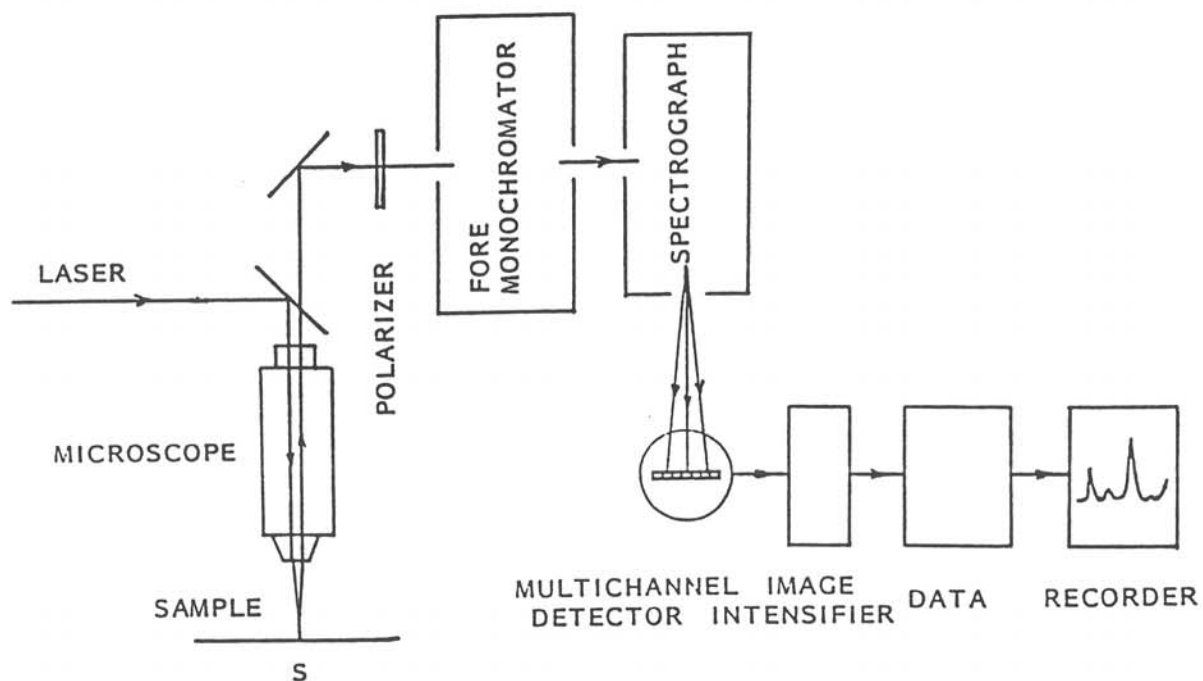 FORE
MONOCHROMATOR
SPECTROGRAPH
LASER
POLARIZER
MICROSCOPE
SAMPLE
S
MULTICHANNEL IMAGE
DETECTOR INTENSIFIER
DATA
RECORDER